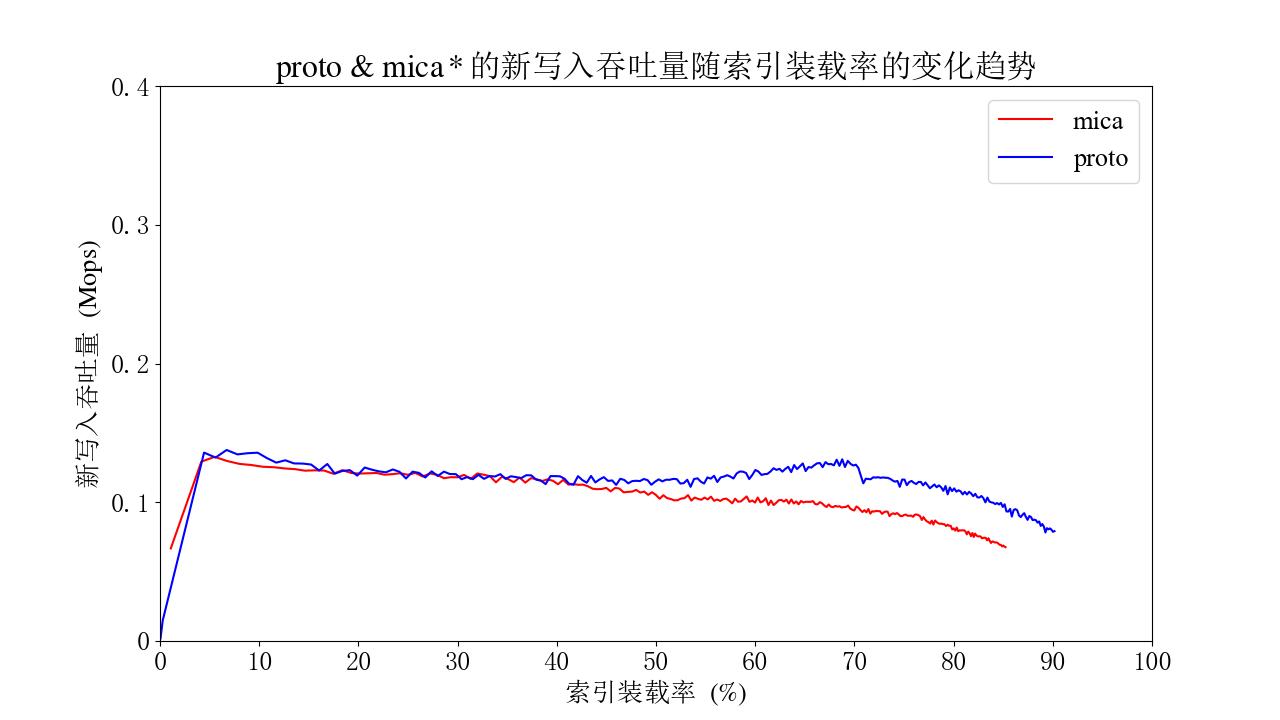 proto & mica * 的新写入吞吐量随索引装载率的变化趋势
mica
proto
新写入吞吐量 (Mops)
0.4
0.3
0.2
0.1
0
0 10 20 30 40 50 60 70 80 90 100
索引装载率 (%)